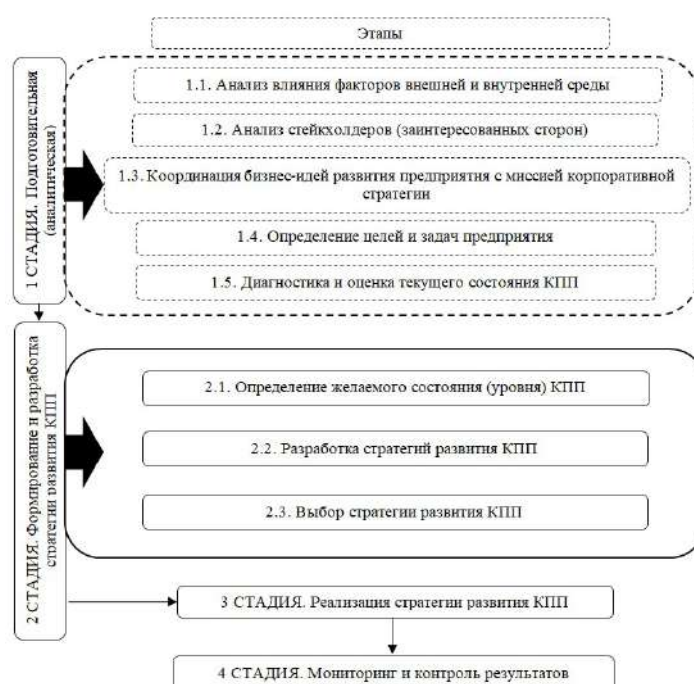 Этапы
1 СТАДИЯ. Подготовительная
(аналитическая)
1.1. Анализ влияния факторов внешней и внутренней среды
1.2. Анализ стейкхолдеров (заинтересованных сторон)
1.3. Координация бизнес-идей развития предприятия с миссией корпоративной
стратегии
1.4. Определение целей и задач предприятия
1.5. Диагностика и оценка текущего состояния КПП
2 СТАДИЯ. Формирование и разработка
стратегии развития КПП
2.1. Определение желаемого состояния (уровня) КПП
2.2. Разработка стратегий развития КПП
2.3. Выбор стратегии развития КПП
3 СТАДИЯ. Реализация стратегии развития КПП
4 СТАДИЯ. Мониторинг и контроль результатов